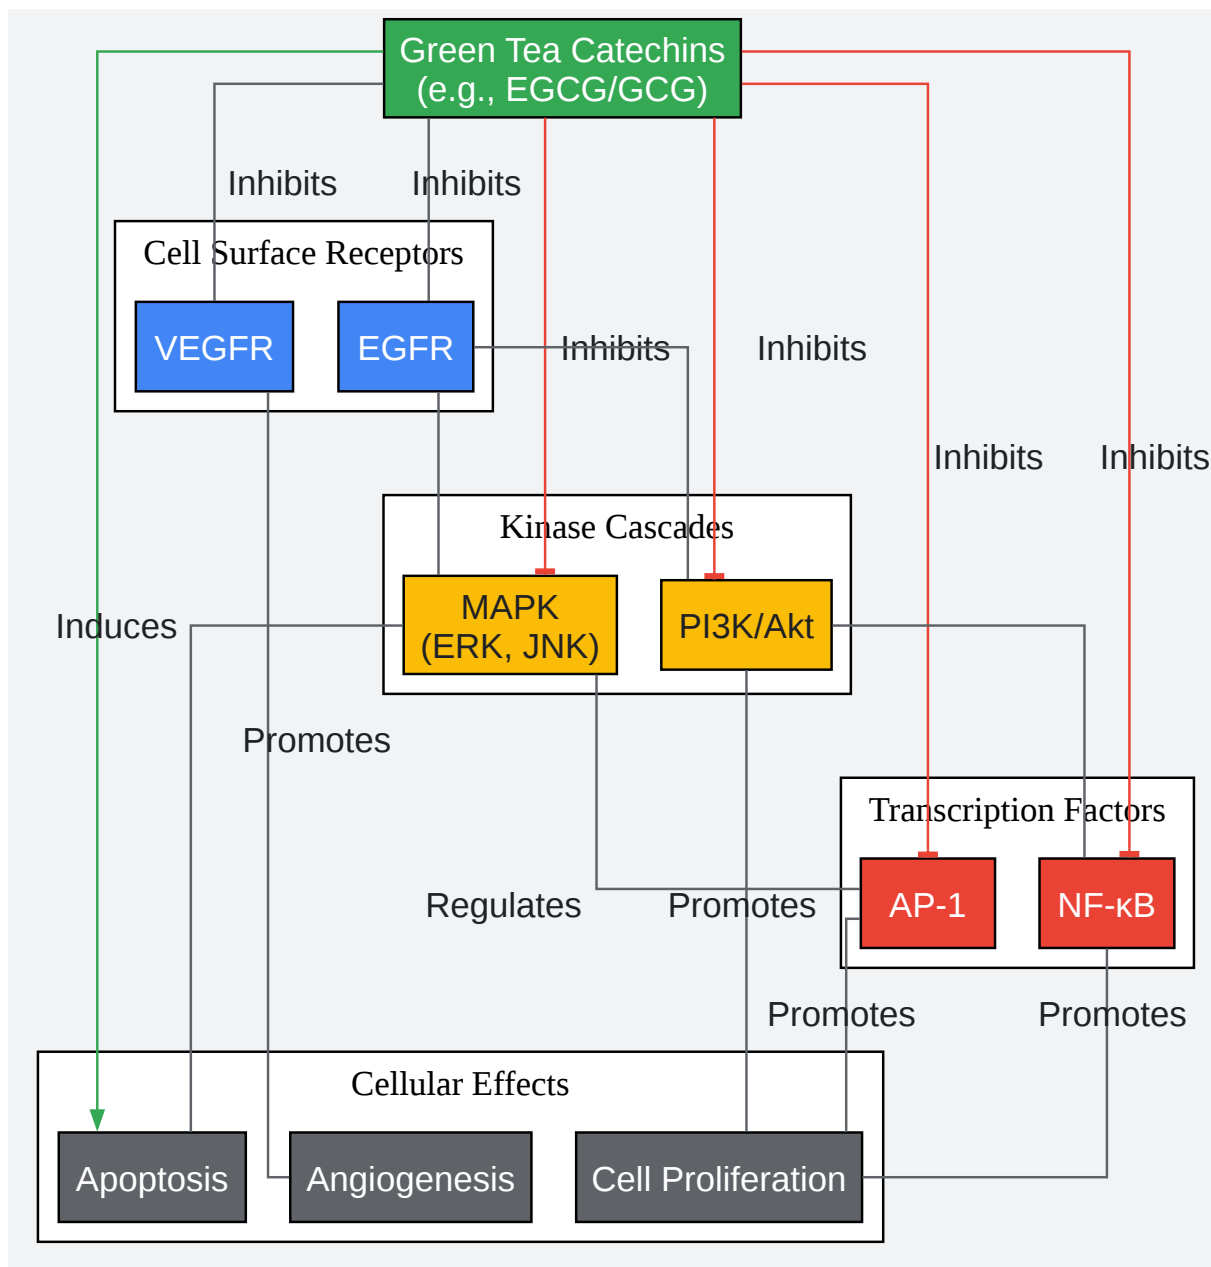 Green Tea Catechins
(e.g., EGCG/GCG)
Inhibits
Inhibits
Cell Surface Receptors
VEGFR
EGFR
Inhibits
Inhibits
Inhibits
Inhibits
Kinase Cascades
MAPK
(ERK, JNK)
PI3K/Akt
Induces
Promotes
Transcription Factors
Regulates
Promotes
AP-1
NF-κB
Promotes
Promotes
Cellular Effects
Apoptosis
Angiogenesis
Cell Proliferation